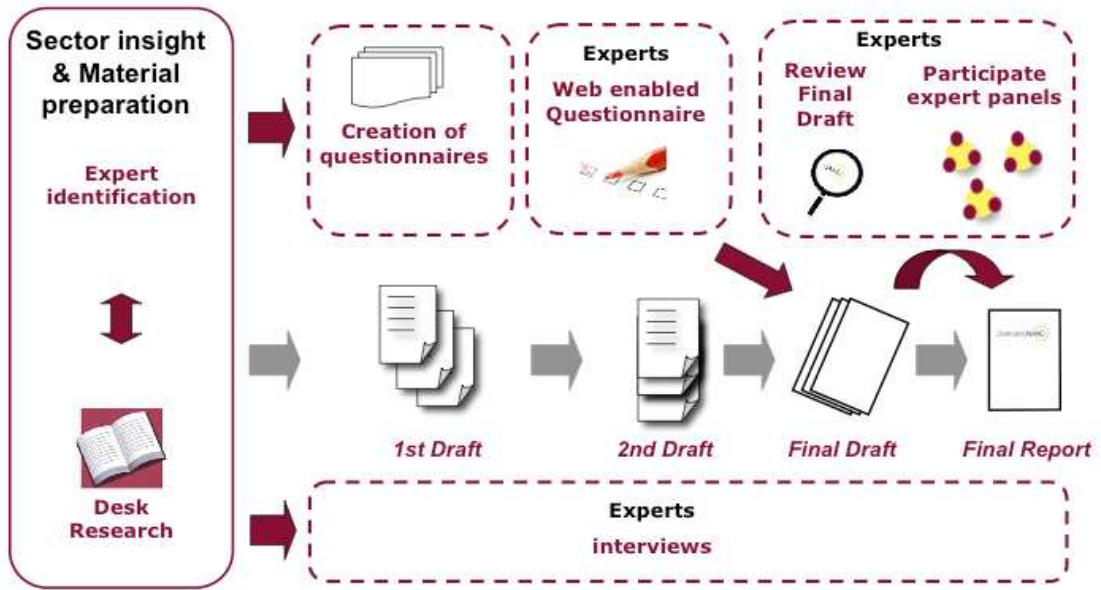 Sector insight
& Material
preparation
Expert
identification
Desk
Research
Creation of
questionnaires
Experts
Web enabled
Questionnaire
Experts
Review
Final
Draft
Participate
expert panels
1st Draft
2nd Draft
Final Draft
Final Report
Experts
interviews